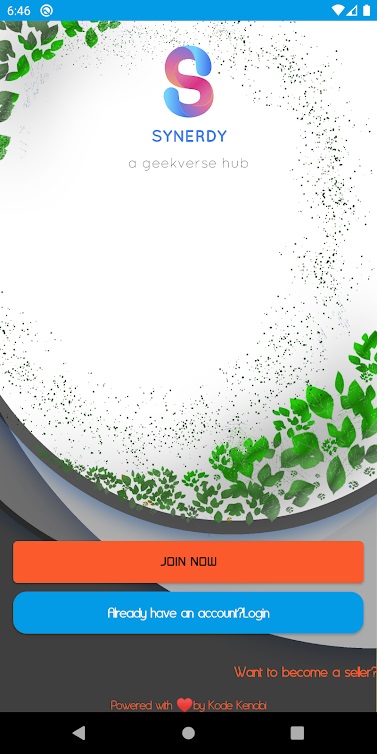 6:46
SYNERDY
a geekverse hub
JOIN NOW
Already have an account?Login
Want to become a seller?
Powered with ❤️by Kode Kenobi